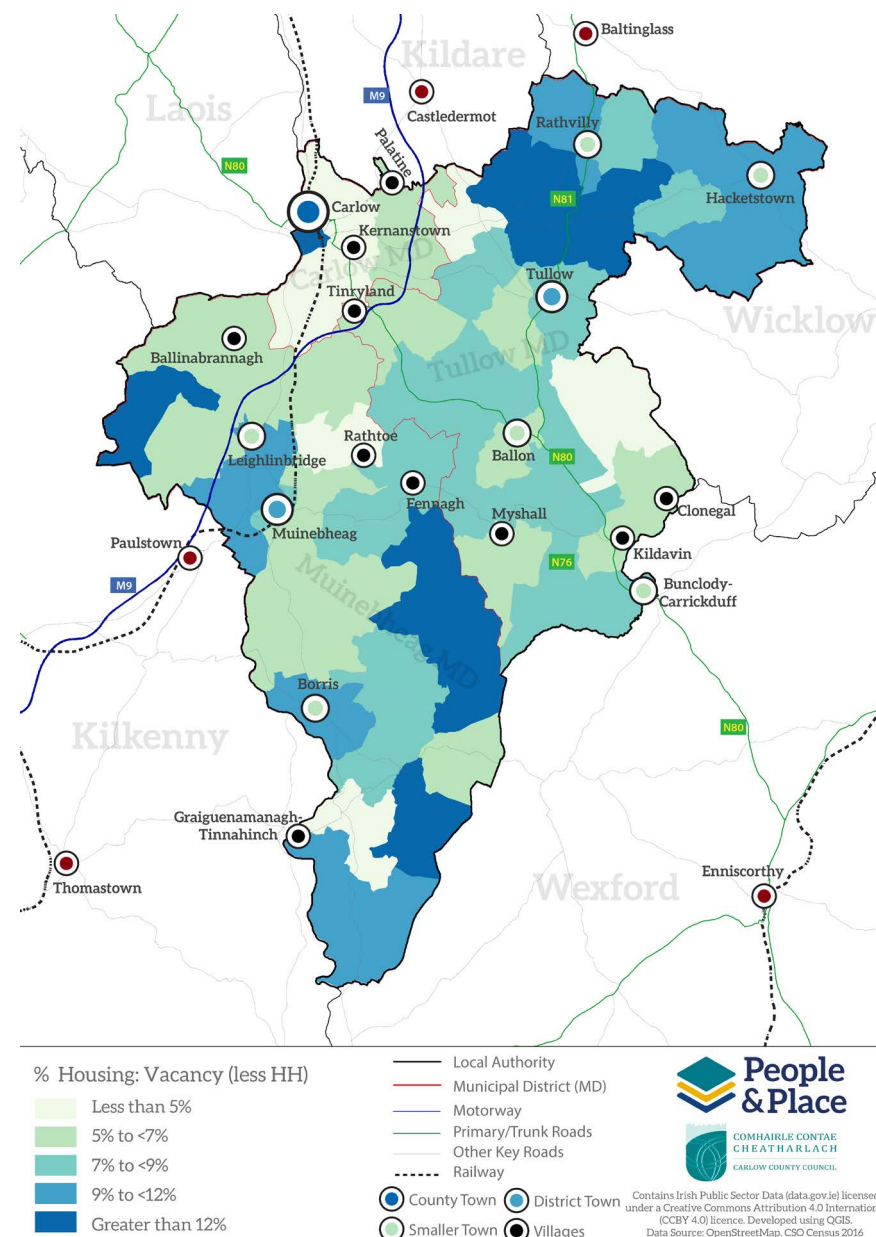 Baltinglass
Kildare
M9
Castledermot
Laois
Rathvilly
Palatine
N80
Hacketstown
N81
Carlow
Kernanstown
Carlow MD
Tullow
Tinryland
Wicklow
Ballinabrannagh
Tullow MD
Rathtoe
Leighlinbridge
Ballon
N80
Fennagh
Clonegal
Myshall
Muinebheag
Paulstown
Kildavin
N76
M9
Bunclody-
Carrickduff
Muinebheag MD
Borris
Kilkenny
N80
Graiguenamanagh-
Tinnahinch
Enniscorthy
Wexford
Thomastown
% Housing: Vacancy (less HH)
Less than 5%
5% to <7%
7% to <9%
9% to <12%
Greater than 12%
Local Authority
Municipal District (MD)
Motorway
Primary/Trunk Roads
Other Key Roads
Railway
County Town
District Town
Smaller Town
Villages
People
& Place
COMHAIRLE CONTAE
CHEATHARLACH
CARLOW COUNTY COUNCIL
Contains Irish Public Sector Data (data.gov.ie) licensed
under a Creative Commons Attribution 4.0 Internation
(CCBY 4.0) licence. Developed using QGIS.
Data Source: OpenStreetMap, CSO Census 2016